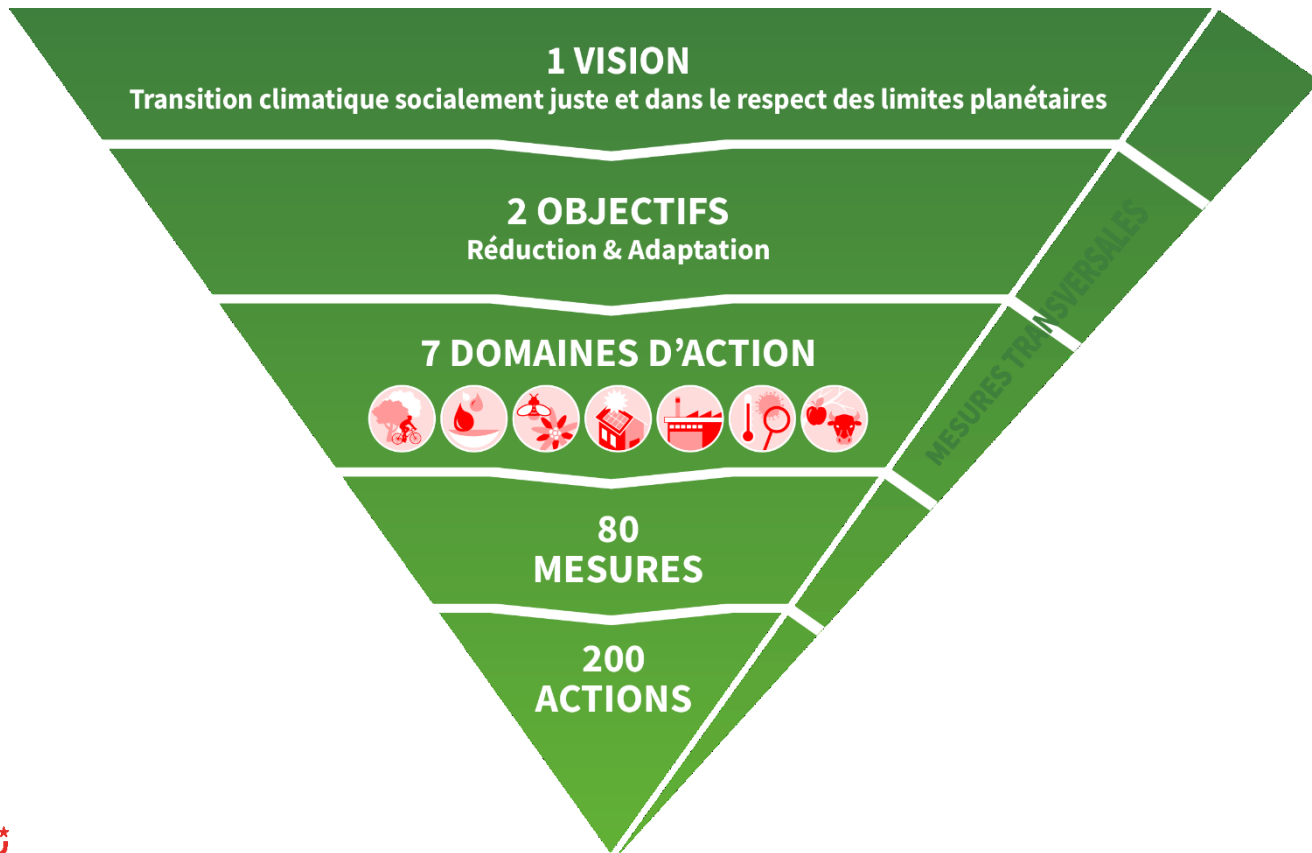 1 VISION
Transition climatique socialement juste et dans le respect des limites planétaires
2 OBJECTIFS
Réduction & Adaptation
7 DOMAINES D’ACTION
MESURES TRANSVERSALES
80
MESURES
200
ACTIONS